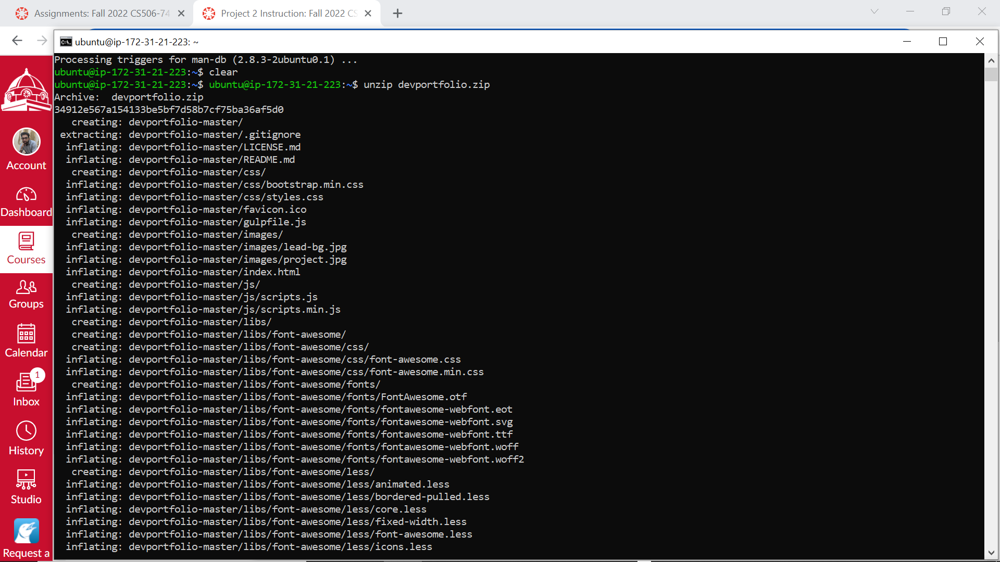 Assignments: Fall 2022 CS506-74
Project 2 Instruction: Fall 2022 CS
ubuntu@ip-172-31-21-223: ~
Processing triggers for man-db (2.8.3-2ubuntu0.1) ...
ubuntu@ip-172-31-21-223:~$ clear
ubuntu@ip-172-31-21-223:~$ ubuntu@ip-172-31-21-223:~$ unzip devportfolio.zip
Archive:  devportfolio.zip
34912e567a154133be5bf7d58b7cf75ba36af5d0
   creating: devportfolio-master/
 extracting: devportfolio-master/.gitignore
  inflating: devportfolio-master/LICENSE.md
  inflating: devportfolio-master/README.md
   creating: devportfolio-master/css/
  inflating: devportfolio-master/css/bootstrap.min.css
  inflating: devportfolio-master/css/styles.css
  inflating: devportfolio-master/favicon.ico
  inflating: devportfolio-master/gulpfile.js
   creating: devportfolio-master/images/
  inflating: devportfolio-master/images/lead-bg.jpg
  inflating: devportfolio-master/images/project.jpg
  inflating: devportfolio-master/index.html
   creating: devportfolio-master/js/
  inflating: devportfolio-master/js/scripts.js
  inflating: devportfolio-master/js/scripts.min.js
   creating: devportfolio-master/libs/
   creating: devportfolio-master/libs/font-awesome/
   creating: devportfolio-master/libs/font-awesome/css/
  inflating: devportfolio-master/libs/font-awesome/css/font-awesome.css
  inflating: devportfolio-master/libs/font-awesome/css/font-awesome.min.css
   creating: devportfolio-master/libs/font-awesome/fonts/
  inflating: devportfolio-master/libs/font-awesome/fonts/FontAwesome.otf
  inflating: devportfolio-master/libs/font-awesome/fonts/fontawesome-webfont.eot
  inflating: devportfolio-master/libs/font-awesome/fonts/fontawesome-webfont.svg
  inflating: devportfolio-master/libs/font-awesome/fonts/fontawesome-webfont.ttf
  inflating: devportfolio-master/libs/font-awesome/fonts/fontawesome-webfont.woff
  inflating: devportfolio-master/libs/font-awesome/fonts/fontawesome-webfont.woff2
   creating: devportfolio-master/libs/font-awesome/less/
  inflating: devportfolio-master/libs/font-awesome/less/animated.less
  inflating: devportfolio-master/libs/font-awesome/less/bordered-pulled.less
  inflating: devportfolio-master/libs/font-awesome/less/core.less
  inflating: devportfolio-master/libs/font-awesome/less/fixed-width.less
  inflating: devportfolio-master/libs/font-awesome/less/font-awesome.less
  inflating: devportfolio-master/libs/font-awesome/less/icons.less
Account
Dashboard
Courses
Groups
Calendar
1
Inbox
History
Studio
Request a